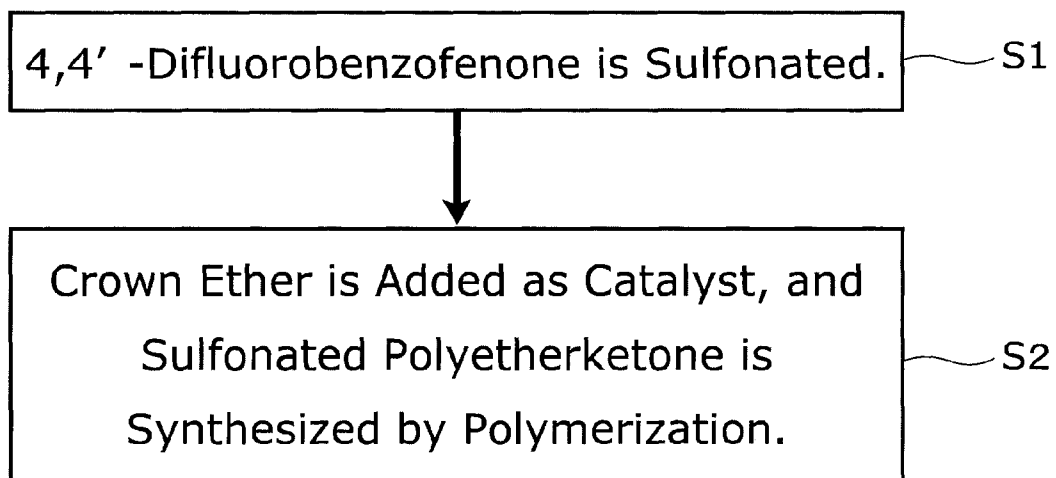 4,4′ -Difluorobenzofenone is Sulfonated.
S1
Crown Ether is Added as Catalyst, and
Sulfonated Polyetherketone is
S2
Synthesized by Polymerization.